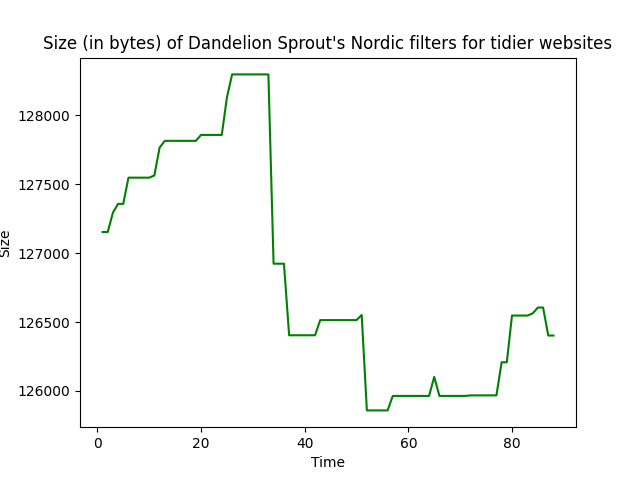 Size (in bytes) of Dandelion Sprout's Nordic filters for tidier websites
128000
127500
127000
126500
126000
Size
0 20 40 60 80
Time